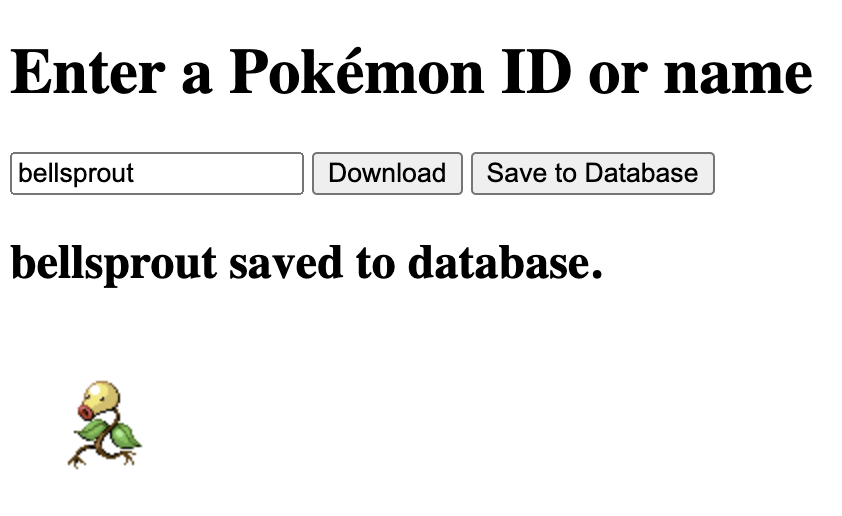 Enter a Pokémon ID or name
bellsprout Download Save to Database
bellsprout saved to database.